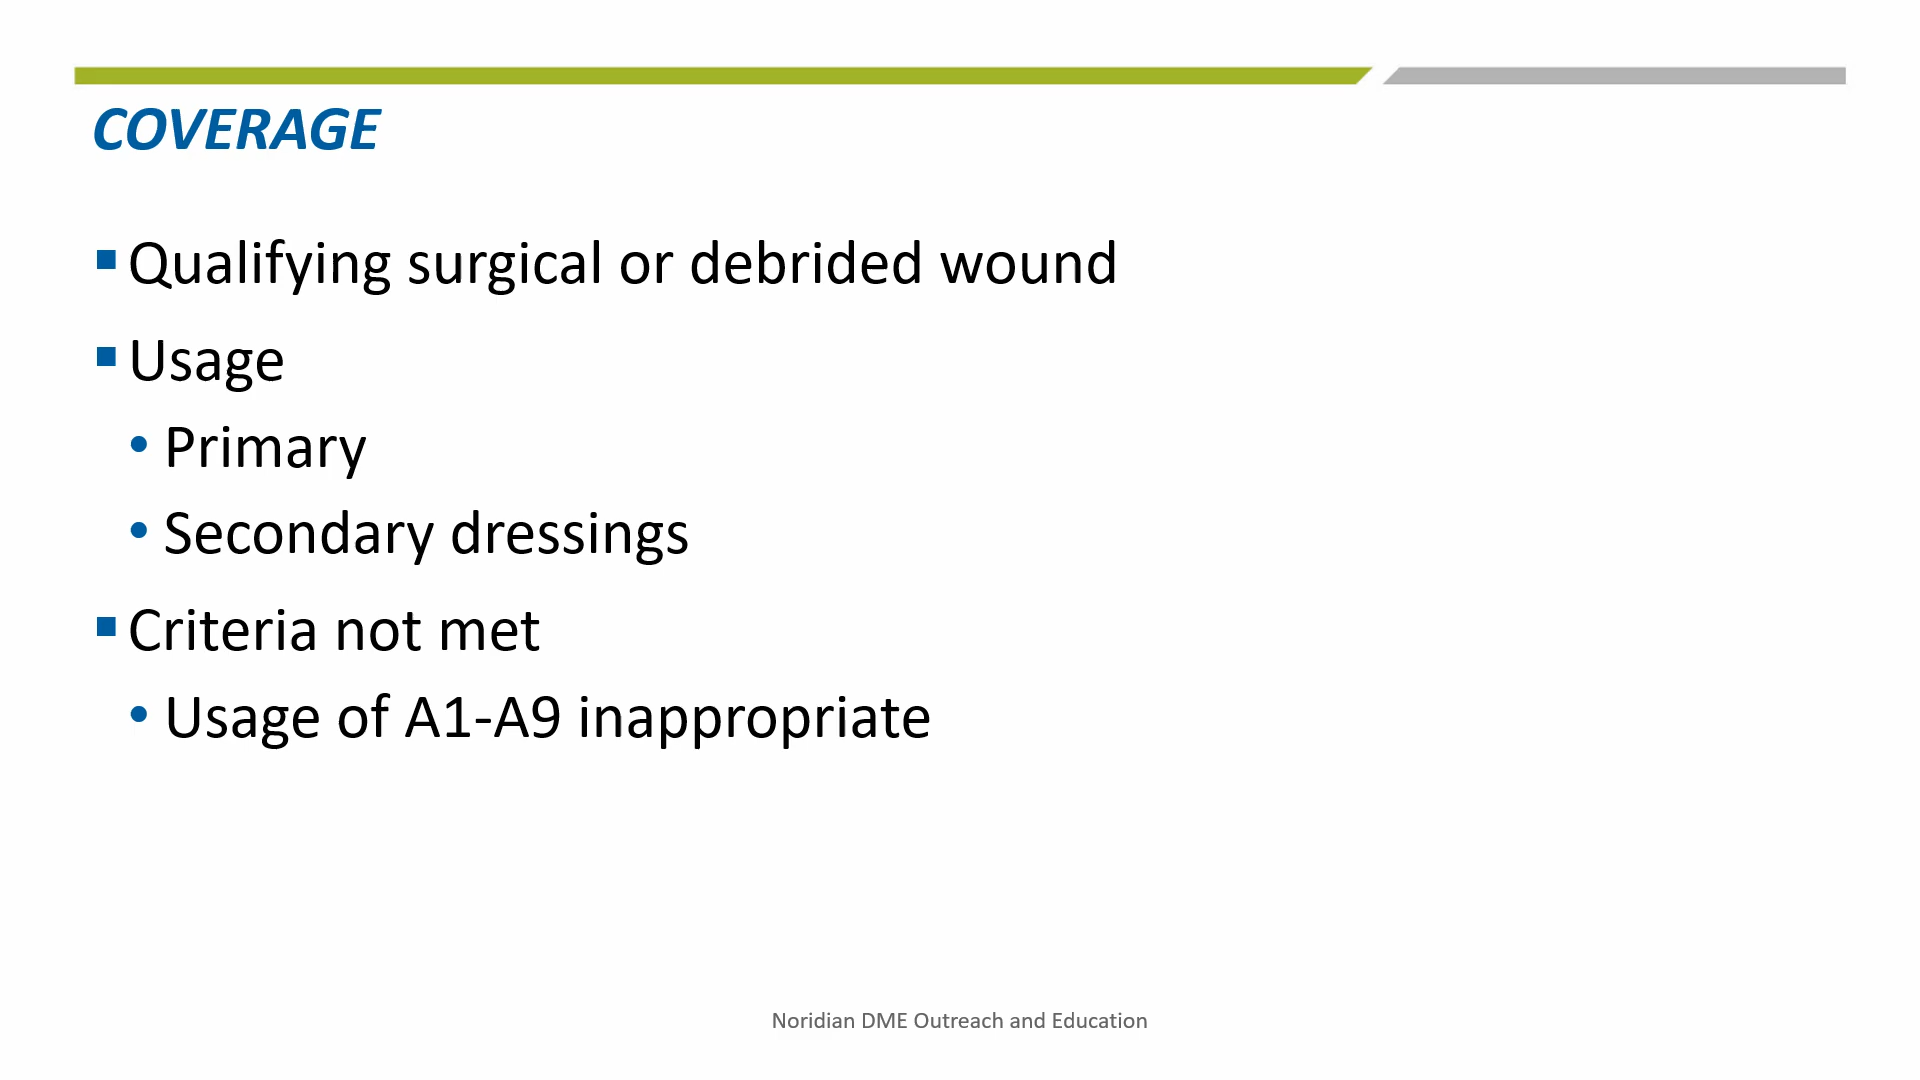 COVERAGE
Qualifying surgical or debrided wound
Usage
Primary
Secondary dressings
Criteria not met
Usage of A1-A9 inappropriate
Noridian DME Outreach and Education